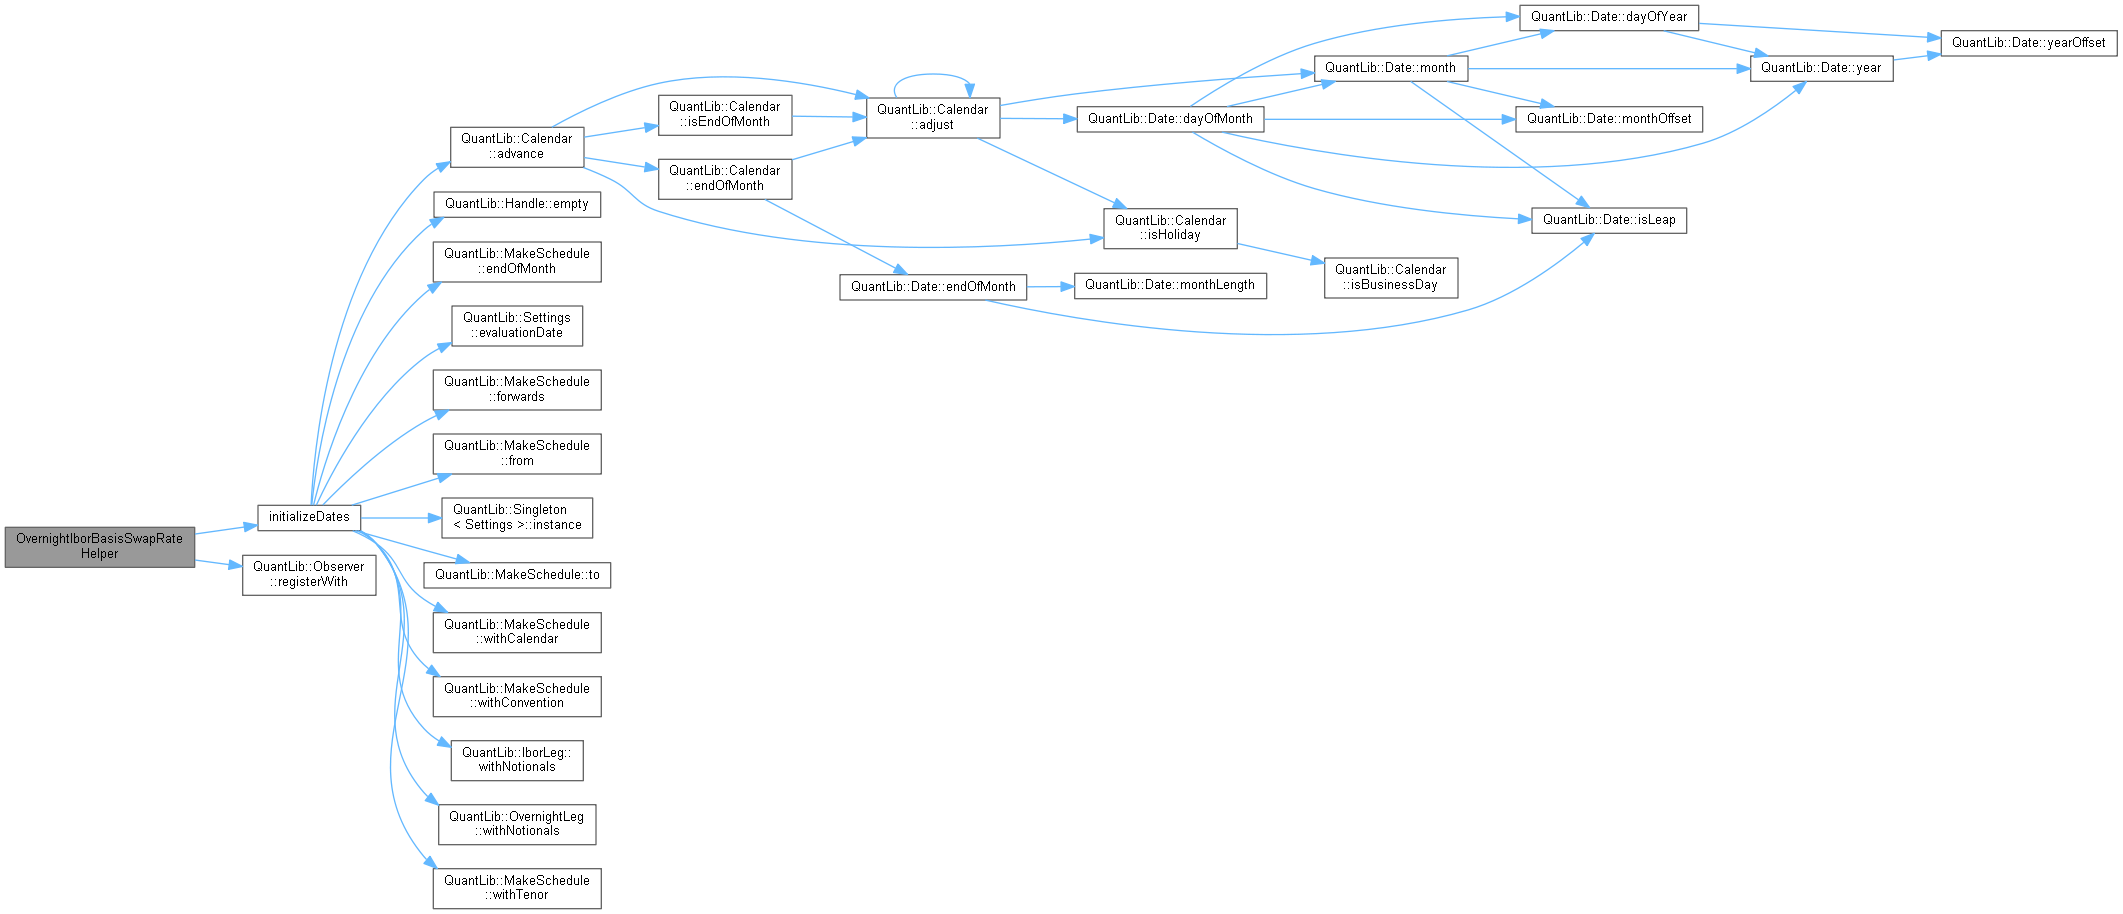 OvernightIborBasisSwapRate
Helper
initializeDates
QuantLib::Observer
::registerWith
QuantLib::Calendar
::advance
QuantLib::Handle::empty
QuantLib::MakeSchedule
::endOfMonth
QuantLib::Settings
::evaluationDate
QuantLib::MakeSchedule
::forwards
QuantLib::MakeSchedule
::from
QuantLib::Singleton
< Settings >::instance
QuantLib::MakeSchedule::to
QuantLib::MakeSchedule
::withCalendar
QuantLib::MakeSchedule
::withConvention
QuantLib::IborLeg::
withNotionals
QuantLib::OvernightLeg
::withNotionals
QuantLib::MakeSchedule
::withTenor
QuantLib::Calendar
::isEndOfMonth
QuantLib::Calendar
::endOfMonth
QuantLib::Calendar
::adjust
QuantLib::Date::endOfMonth
QuantLib::Date::dayOfMonth
QuantLib::Calendar
::isHoliday
QuantLib::Date::monthLength
QuantLib::Date::month
QuantLib::Calendar
::isBusinessDay
QuantLib::Date::dayOfYear
QuantLib::Date::monthOffset
QuantLib::Date::isLeap
QuantLib::Date::year
QuantLib::Date::yearOffset